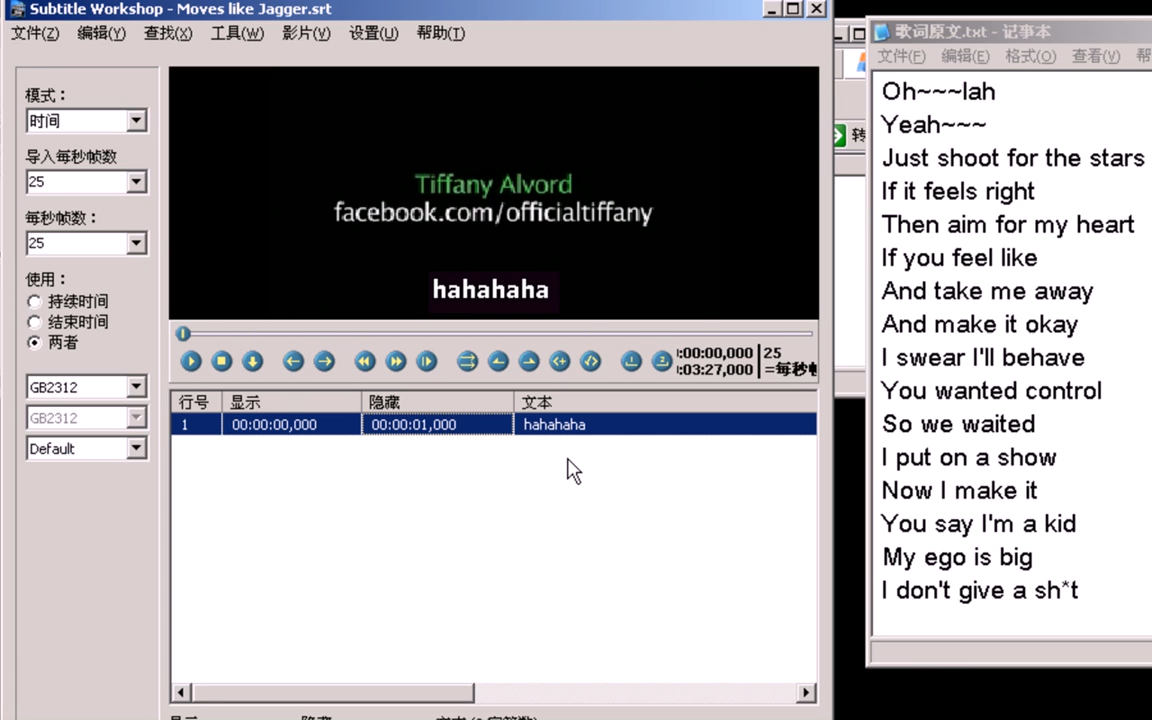 Subtitle Workshop - Moves like Jagger.srt
文件(Z) 编辑(Y) 查找(X) 工具(W) 影片(V) 设置(U) 帮助(T)
模式：
时间
导入每秒帧数
25
每秒帧数：
25
使用：
持续时间
结束时间
两者
GB2312
GB2312
Default
Tiffany Alvord
facebook.com/officialtiffany
hahahaha
:00:00,000 25
:03:27,000 =每秒帧
行号 显示 隐藏 文本
1 00:00:00,000 00:00:01,000 hahahaha
转
歌词原文.txt - 记事本
文件(F) 编辑(E) 格式(O) 查看(V) 帮
Oh~~~lah
Yeah~~~
Just shoot for the stars
If it feels right
Then aim for my heart
If you feel like
And take me away
And make it okay
I swear I'll behave
You wanted control
So we waited
I put on a show
Now I make it
You say I'm a kid
My ego is big
I don't give a sh*t